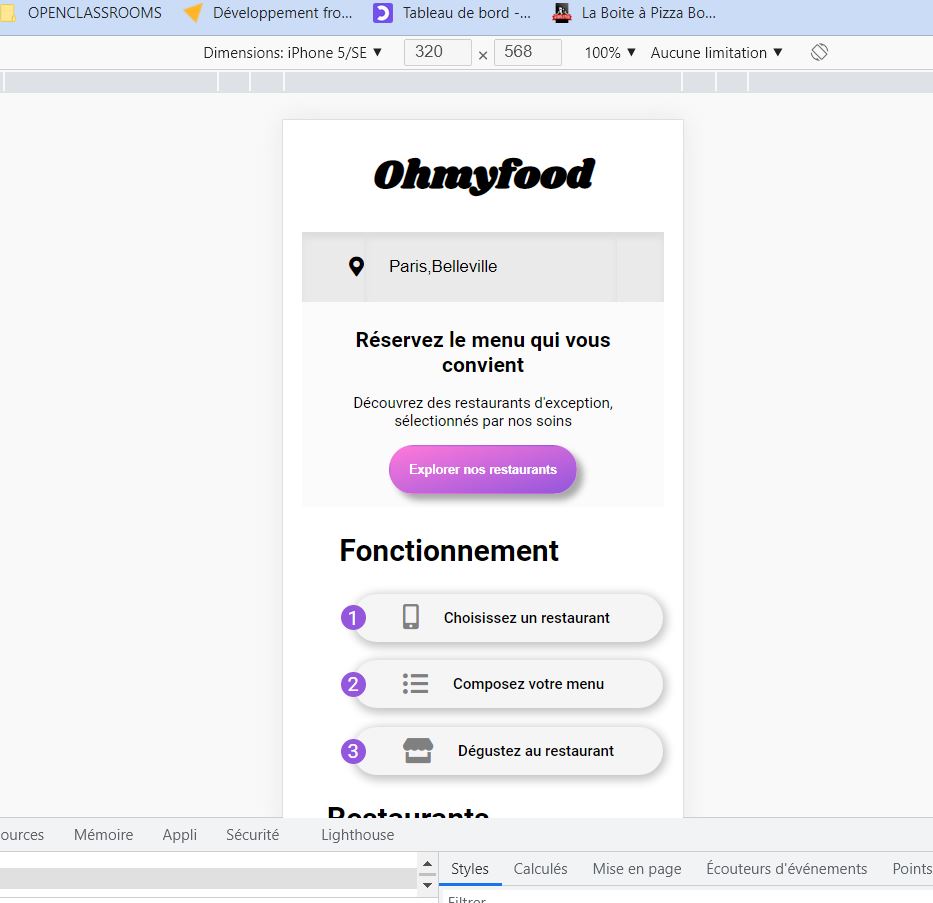 OPENCLASSROOMS Développement fro... Tableau de bord -... La Boite à Pizza Bo...
Dimensions: iPhone 5/SE ▼ 320 × 568 100% ▼ Aucune limitation ▼
Ohmyfood
Paris,Belleville
Réservez le menu qui vous
convient
Découvrez des restaurants d'exception,
sélectionnés par nos soins
Explorer nos restaurants
Fonctionnement
1 Choisissez un restaurant
2 Composez votre menu
3 Dégustez au restaurant
Restaurants
ources Mémoire Appli Sécurité Lighthouse
Styles Calculés Mise en page Écouteurs d'événements Points
Filtrer